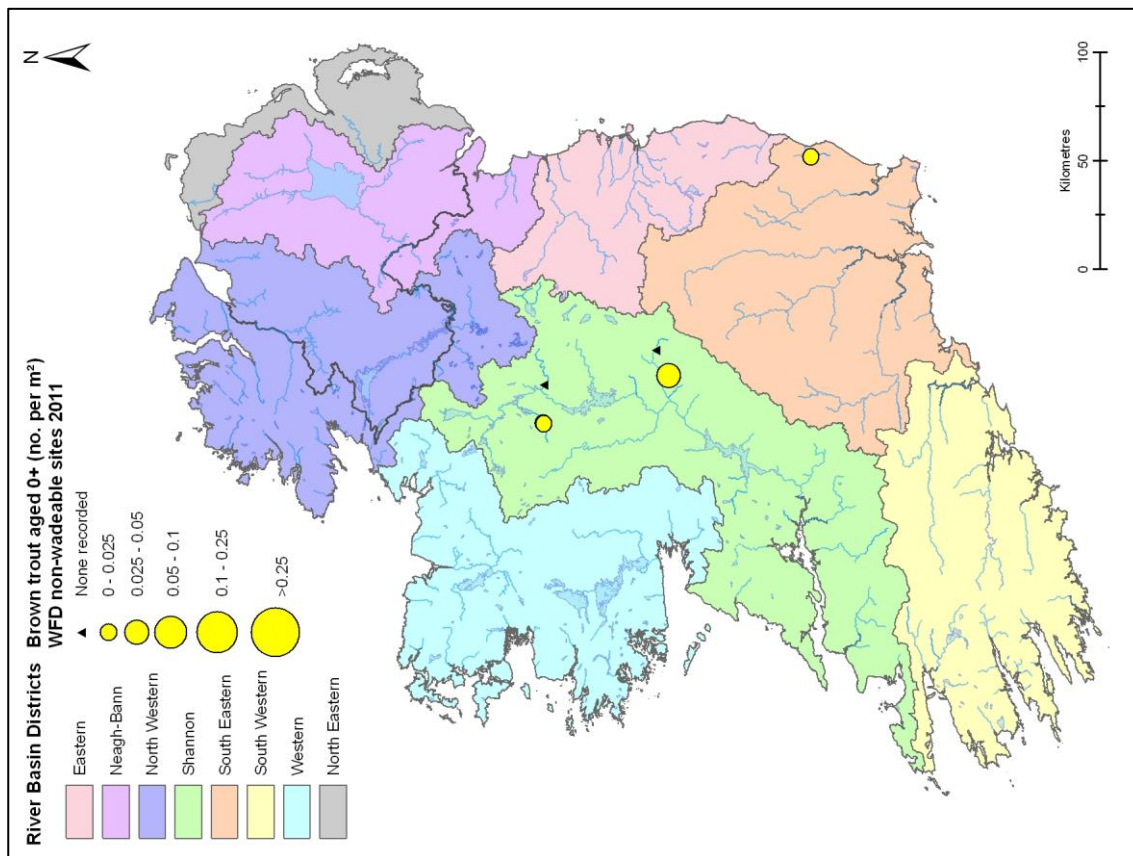 River Basin Districts
Eastern
Neagh-Bann
North Western
Shannon
South Eastern
South Western
Western
North Eastern
Brown trout aged 0+ (no. per m²)
WFD non-wadeable sites 2011
None recorded
0 - 0.025
0.025 - 0.05
0.05 - 0.1
0.1 - 0.25
>0.25
N
Kilometres
0 50 100